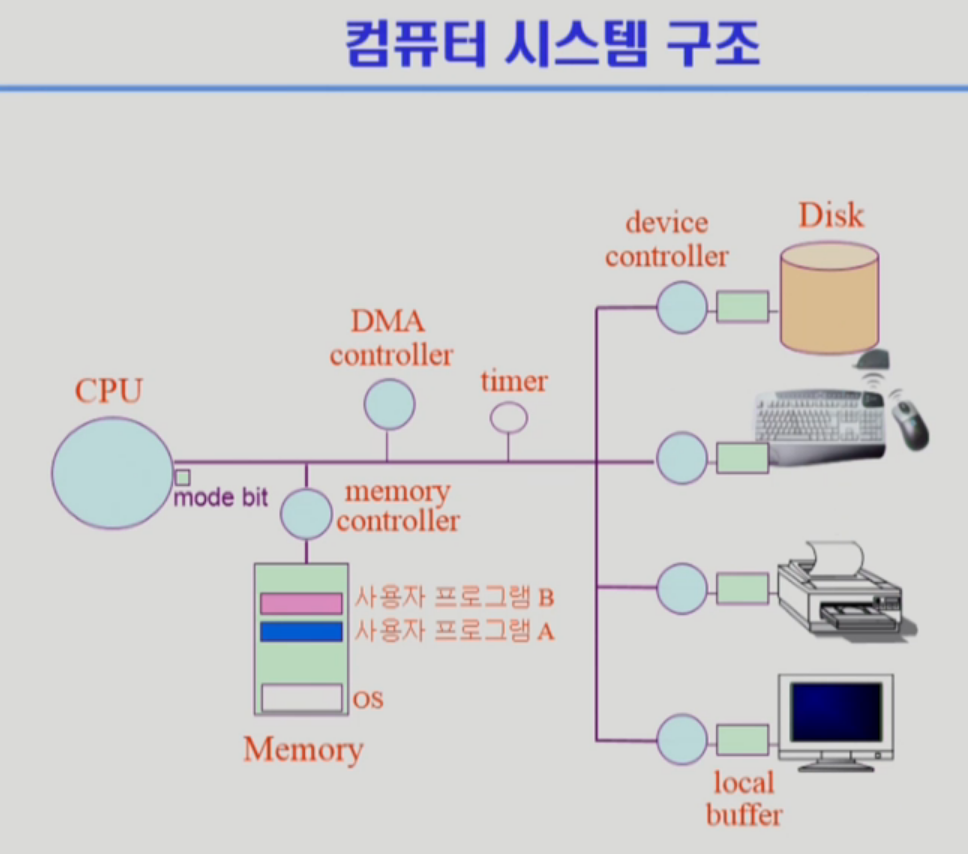 컴퓨터 시스템 구조
device
controller
Disk
DMA
controller
timer
CPU
mode bit
memory
controller
사용자 프로그램 B
사용자 프로그램 A
OS
Memory
local
buffer